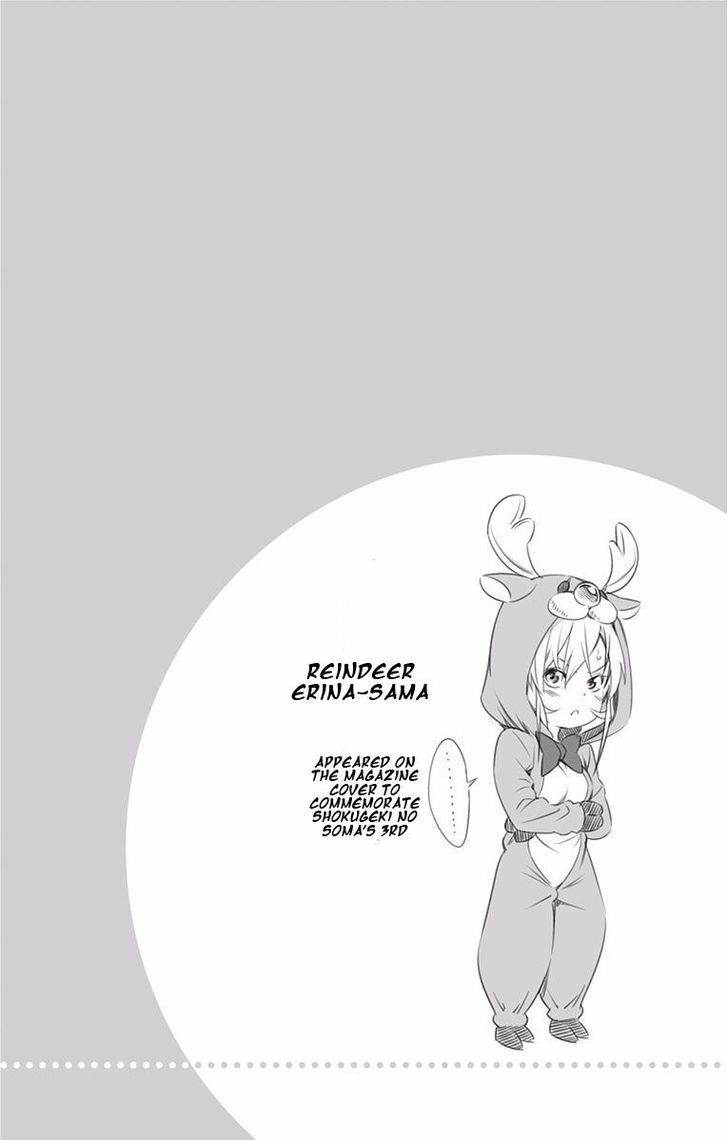 REINDEER
ERINA-SAMA
APPEARED ON
THE MAGAZINE
COVER TO
COMMEMORATE
SHOKUGEKI NO
SOMA'S 3RD
..........